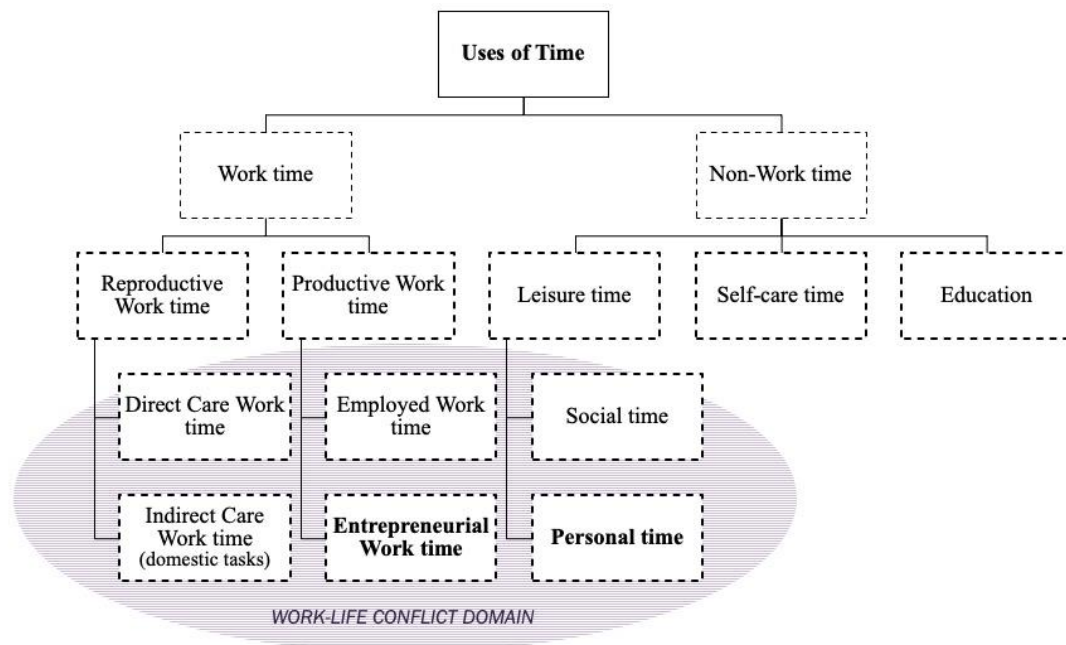 Uses of Time
Work time
Non-Work time
Reproductive
Work time
Productive Work
time
Leisure time
Self-care time
Education
Direct Care Work
time
Employed Work
time
Social time
Indirect Care
Work time
(domestic tasks)
Entrepreneurial
Work time
Personal time
WORK-LIFE CONFLICT DOMAIN